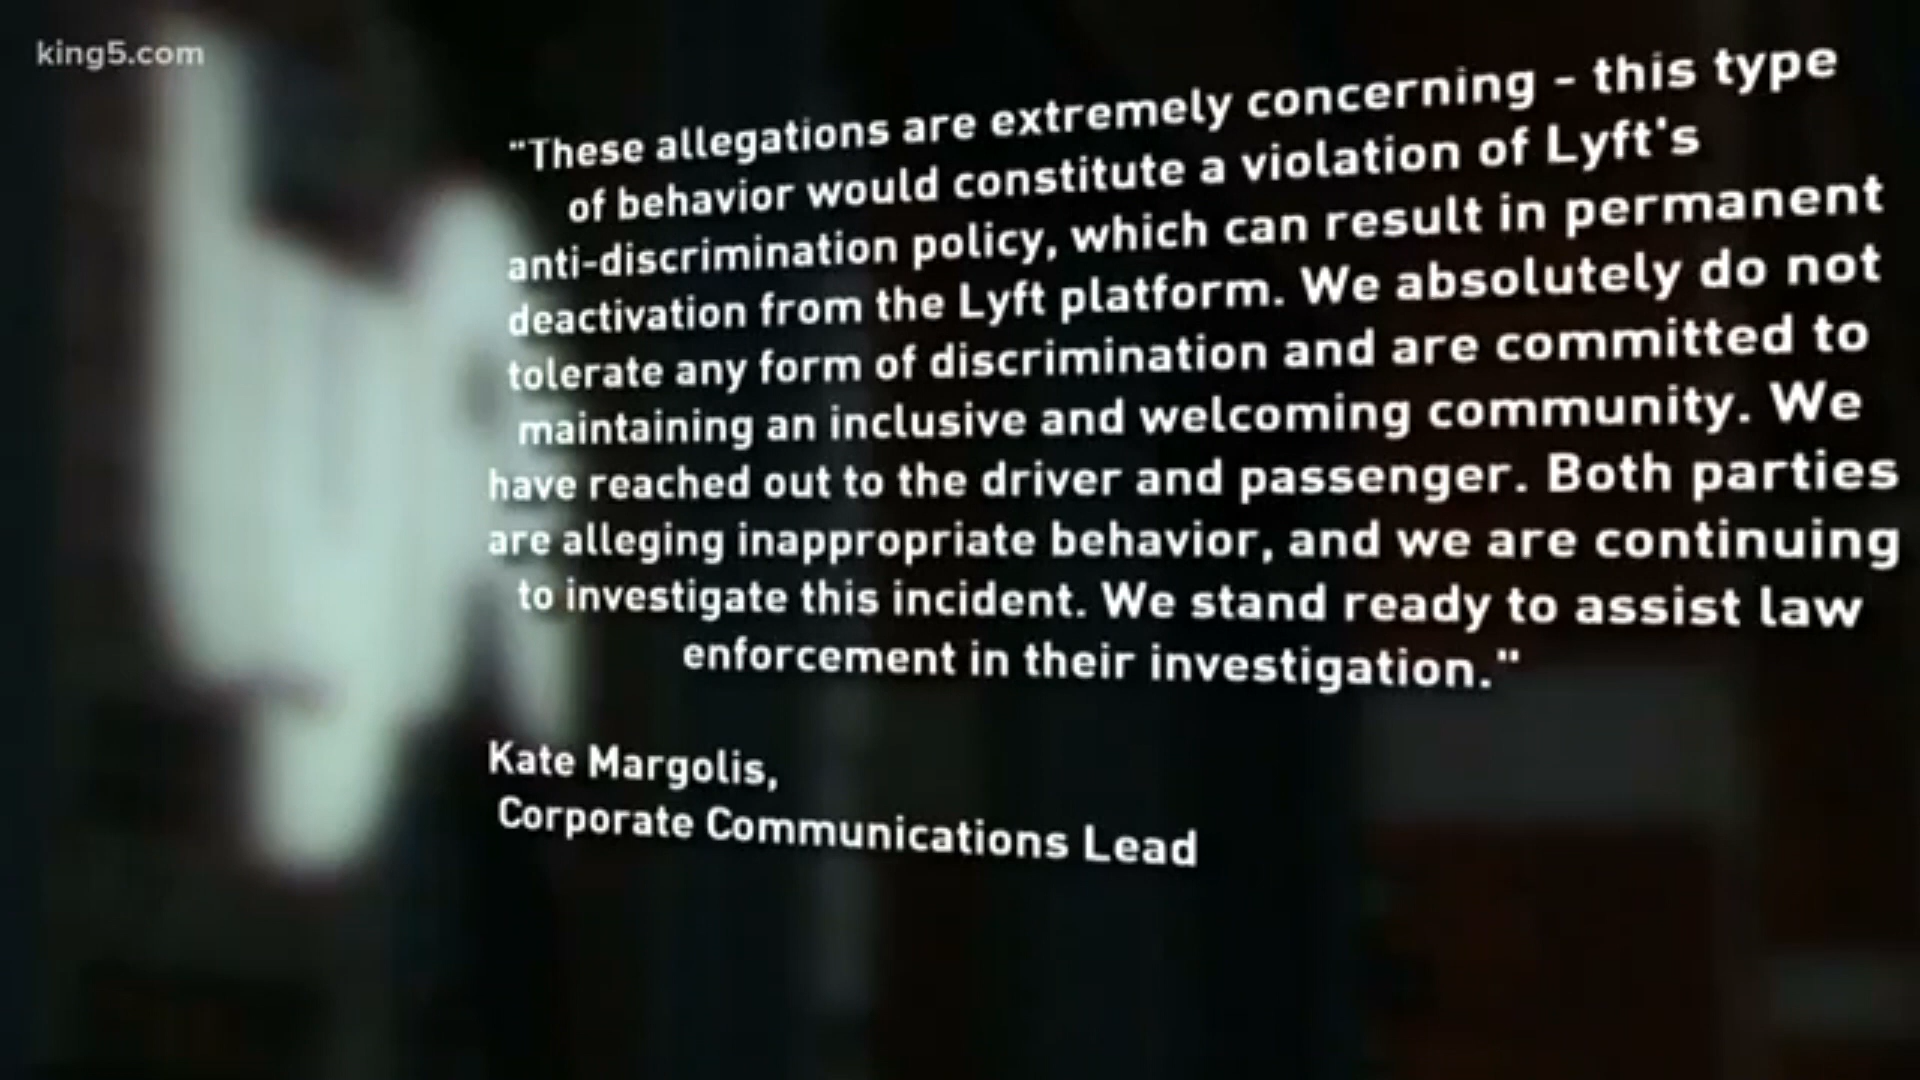 king5.com
"These allegations are extremely concerning - this type
of behavior would constitute a violation of Lyft's
anti-discrimination policy, which can result in permanent
deactivation from the Lyft platform. We absolutely do not
tolerate any form of discrimination and are committed to
maintaining an inclusive and welcoming community. We
have reached out to the driver and passenger. Both parties
are alleging inappropriate behavior, and we are continuing
to investigate this incident. We stand ready to assist law
enforcement in their investigation."
Kate Margolis,
Corporate Communications Lead